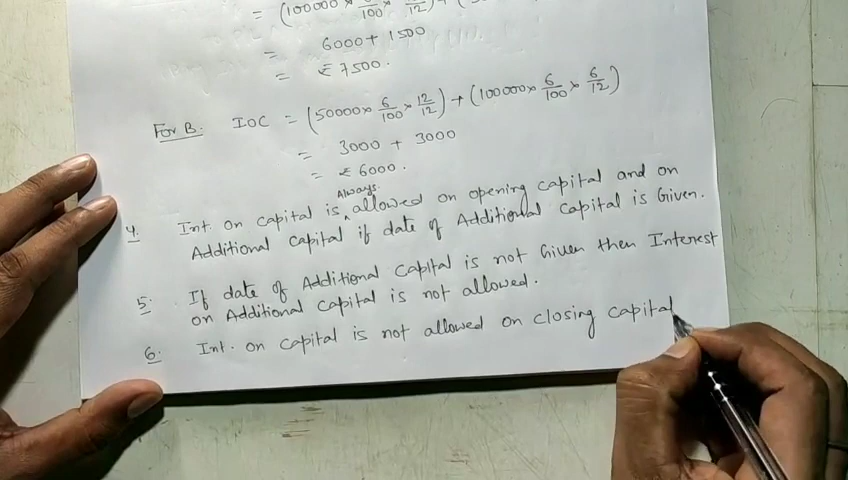 = (100000 × 6/100 × 12/12) + (
= 6000 + 1500
= ₹7500.
For B. IOC = (50000 × 6/100 × 12/12) + (100000 × 6/100 × 6/12)
= 3000 + 3000
= ₹6000.
Always.
4. Int. on capital is ^ allowed on opening capital and on
Additional Capital if date of Additional Capital is Given.
5. If date of Additional Capital is not Given then Interest
on Additional Capital is not allowed.
6. Int. on capital is not allowed on closing capital